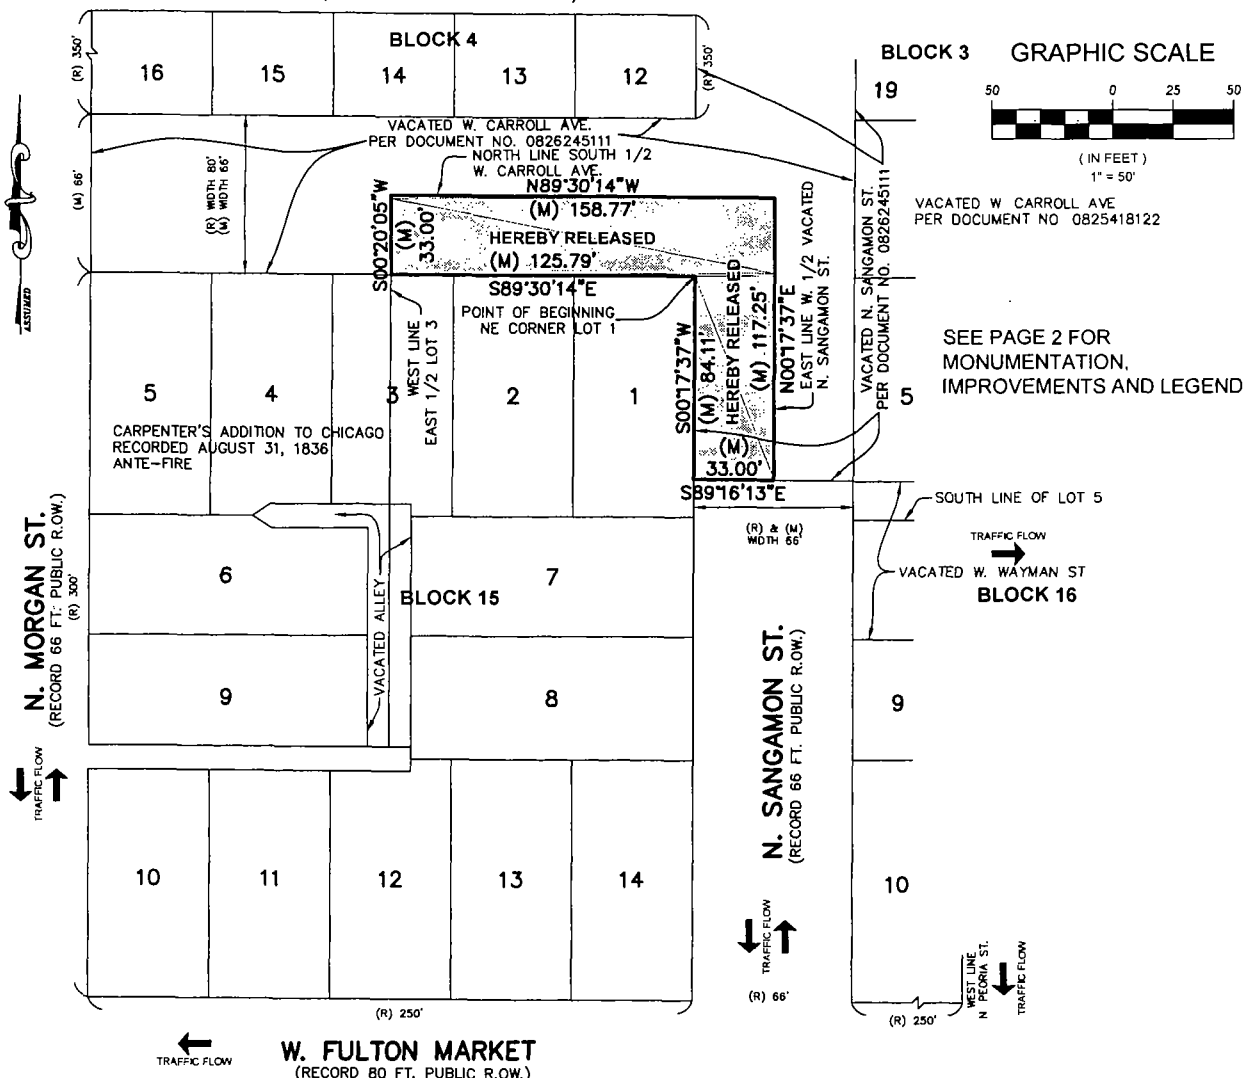 BLOCK 4
16
15
14
13
12
(R) 350'
(R) 350'
BLOCK 3
19
GRAPHIC SCALE
50
0
25
50
( IN FEET )
1" = 50'
VACATED W. CARROLL AVE.
PER DOCUMENT NO. 0826245111
NORTH LINE SOUTH 1/2
W. CARROLL AVE.
N89°30'14"W
(M) 158.77'
HEREBY RELEASED
(M) 125.79'
S89°30'14"E
(M) 66'
(R) WIDTH 80'
(M) WIDTH 66'
S00°20'05"W
(M)
33.00'
ASSUMED
VACATED W CARROLL AVE
PER DOCUMENT NO 0825418122
VACATED N. SANGAMON ST.
PER DOCUMENT NO. 0826245111
POINT OF BEGINNING
NE CORNER LOT 1
WEST LINE
EAST 1/2 LOT 3
S00°17'37"W
(M) 84.11'
HEREBY RELEASED
(M) 117.25'
N00°17'37"E
EAST LINE W. 1/2 VACATED
N. SANGAMON ST.
(M)
33.00'
S89°16'13"E
SEE PAGE 2 FOR
MONUMENTATION,
IMPROVEMENTS AND LEGEND
5
4
3
2
1
5
CARPENTER'S ADDITION TO CHICAGO
RECORDED AUGUST 31, 1836
ANTE-FIRE
(R) & (M)
WDTH 66'
SOUTH LINE OF LOT 5
TRAFFIC FLOW
VACATED W. WAYMAN ST
BLOCK 16
N. MORGAN ST.
(RECORD 66 FT. PUBLIC R.OW.)
(R) 300'
6
7
VACATED ALLEY
BLOCK 15
9
8
9
N. SANGAMON ST.
(RECORD 66 FT. PUBLIC R.OW.)
TRAFFIC FLOW
10
11
12
13
14
10
TRAFFIC FLOW
(R) 66'
WEST LINE
N PEORIA ST.
TRAFFIC FLOW
(R) 250'
(R) 250'
TRAFFIC FLOW
W. FULTON MARKET
(RECORD 80 FT. PUBLIC R.OW.)